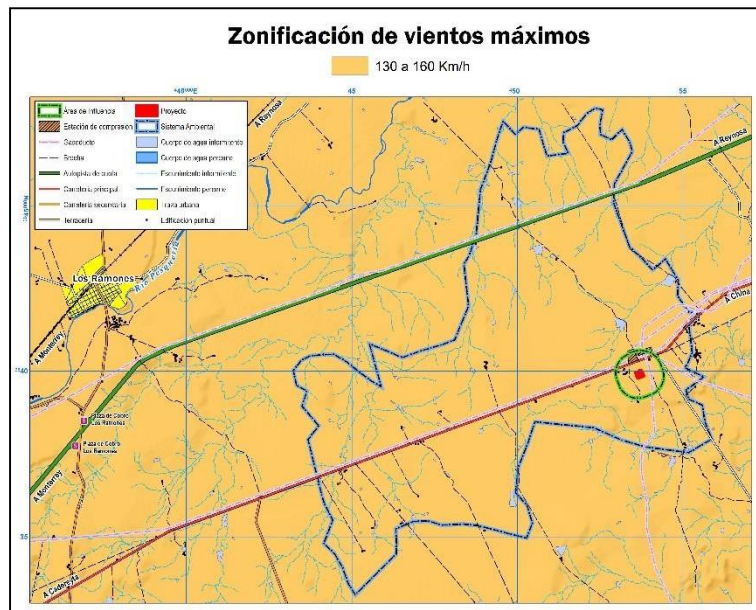 Zonificación de vientos máximos
130 a 160 Km/h
Área de Influencia
Proyecto
Estación de compresión
Sistema Ambiental
Gasoducto
Cuerpo de agua intermitente
Brecha
Cuerpo de agua perenne
Autopista de cuota
Escurrimiento intermitente
Carretera principal
Escurrimiento perenne
Carretera secundaria
Traza urbana
Terracería
Edificación puntual
45
50
55
A Reynosa
A Reynosa
Los Ramones
Río Pesquería
A China
A Monterrey
40
Plaza de Cobro
Los Ramones
Plaza de Cobro
Los Ramones
A Monterrey
35
A Cadereyta